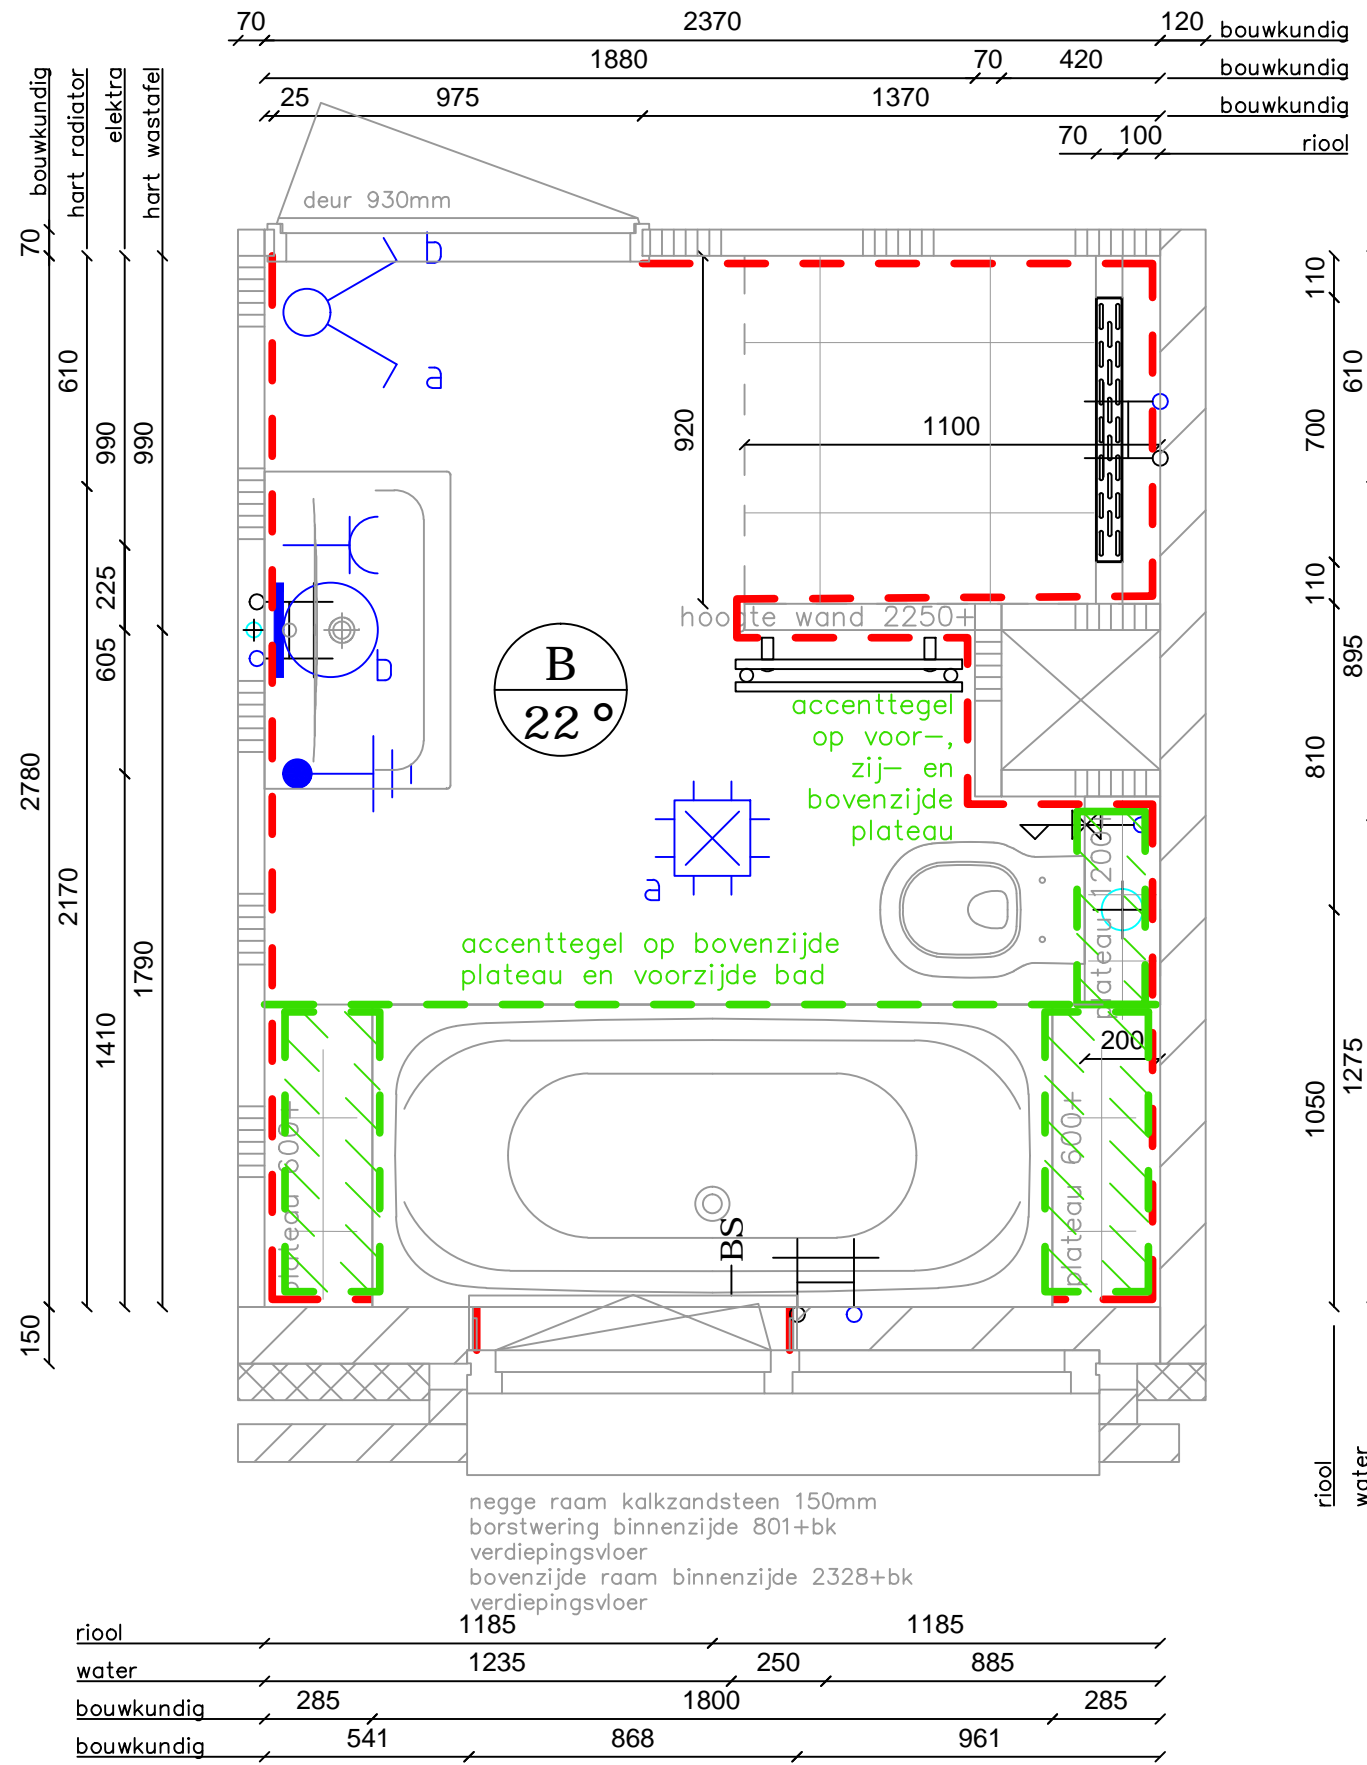 70 2370 120 bouwkundig
1880 70 420 bouwkundig
25 975 1370 bouwkundig
70 100 riool
bouwkundig
hart radiator
elektra
hart wastafel
deur 930mm
b
a
70
110
610
610
990
990
920
1100
700
225
110
hoogte wand 2250+
605
b
B
22°
895
accenttegel
op voor-,
zij- en
bovenzijde
plateau
2780
810
a
plateau 1200+
2170
1790
accenttegel op bovenzijde
plateau en voorzijde bad
1410
200
1275
1050
plateau 600+
plateau 600+
BS
150
riool
water
negge raam kalkzandsteen 150mm
borstwering binnenzijde 801+bk
verdiepingsvloer
bovenzijde raam binnenzijde 2328+bk
verdiepingsvloer
riool 1185 1185
water 1235 250 885
bouwkundig 285 1800 285
bouwkundig 541 868 961